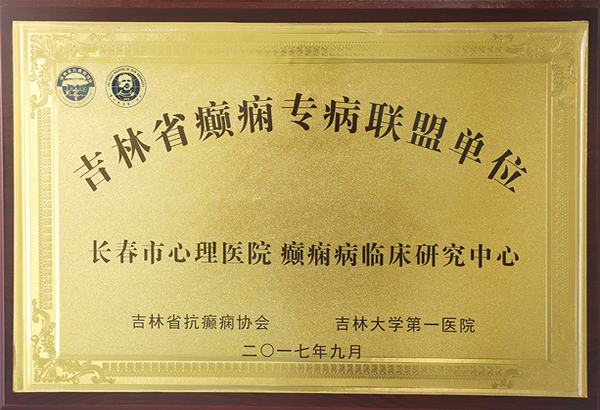 吉林省癫痫专病联盟单位
长春市心理医院 癫痫病临床研究中心
吉林省抗癫痫协会 吉林大学第一医院
二〇一七年九月